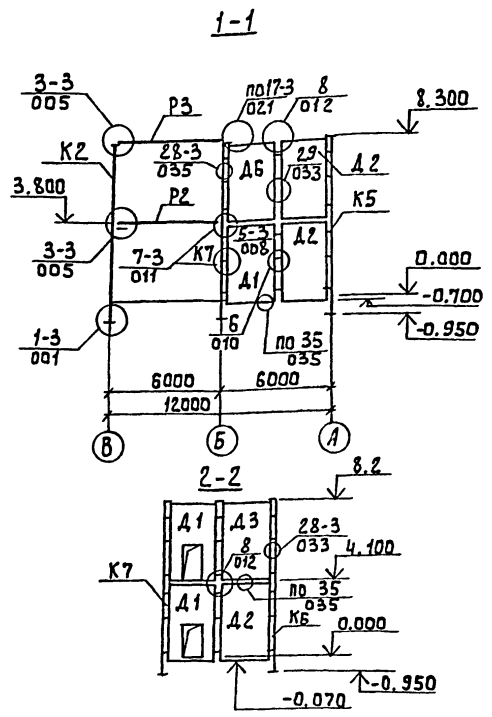 1-1
3-3
005
Р3
по17-3
021
8
012
8.300
К2
28-3
035
Д6
29
033
Д2
3.800
Р2
К5
3-3
005
7-3
011
К7
5-3
008
Д2
Д1
0.000
-0.700
-0.950
1-3
001
6
010
по 35
035
6000
6000
12000
В
Б
А
2-2
8.2
Д1
Д3
28-3
033
8
012
4.100
К7
Д1
по 35
035
Д2
К6
0.000
-0.950
-0.070